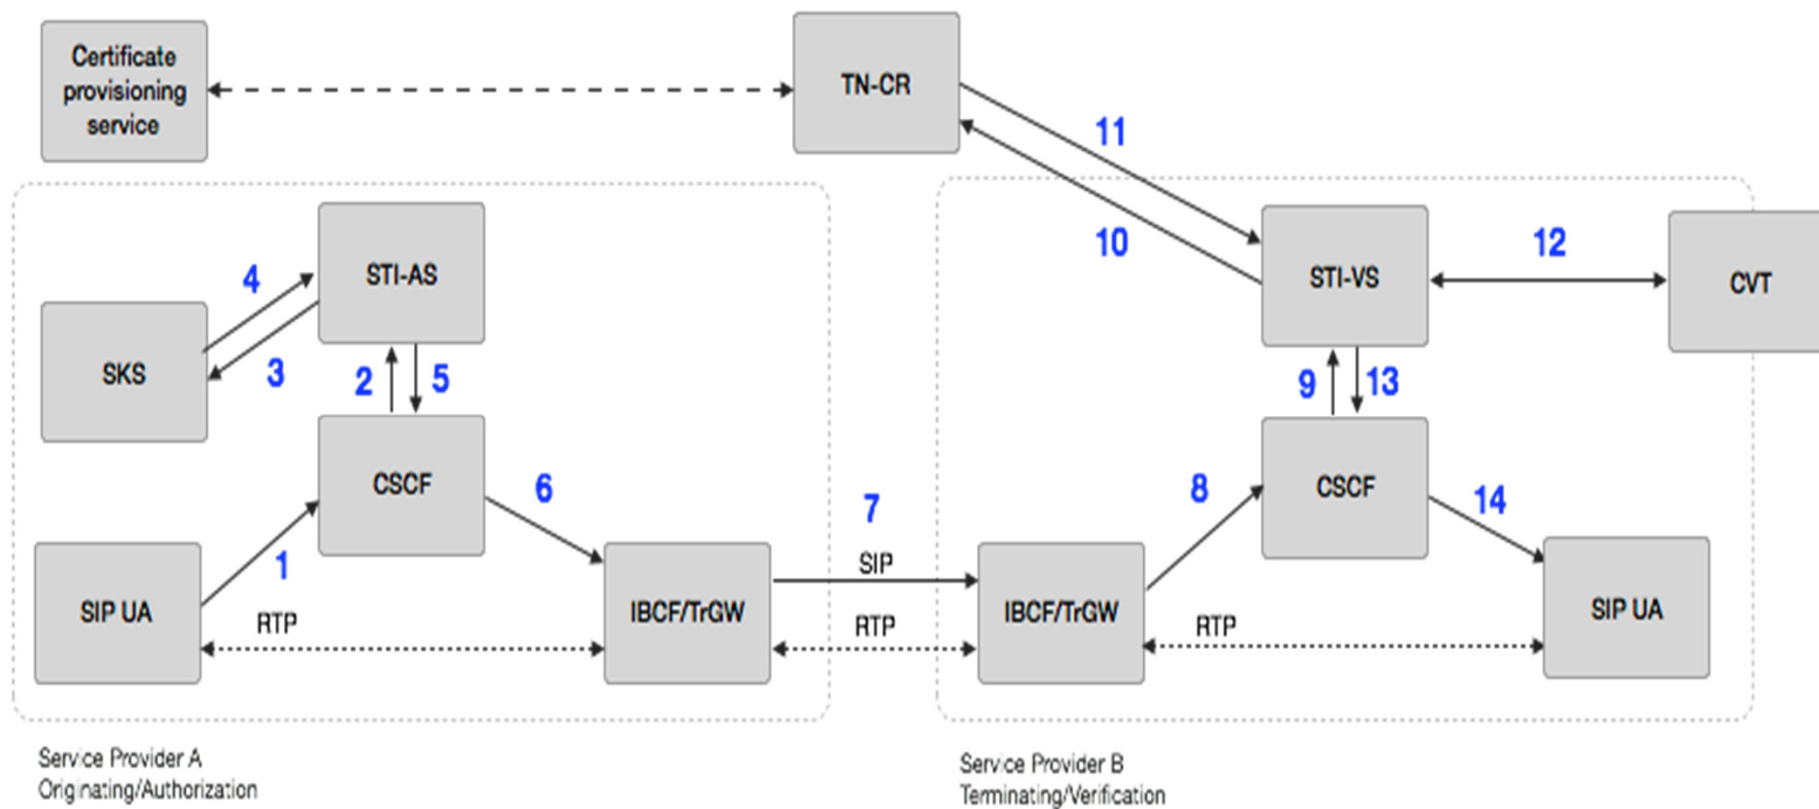 Certificate
provisioning
service
TN-CR
11
10
STI-AS
4
3
SKS
2
5
CSCF
6
1
SIP UA
RTP
IBCF/TrGW
7
SIP
RTP
STI-VS
12
CVT
9
13
CSCF
8
14
IBCF/TrGW
RTP
SIP UA
Service Provider A
Originating/Authorization
Service Provider B
Terminating/Verification